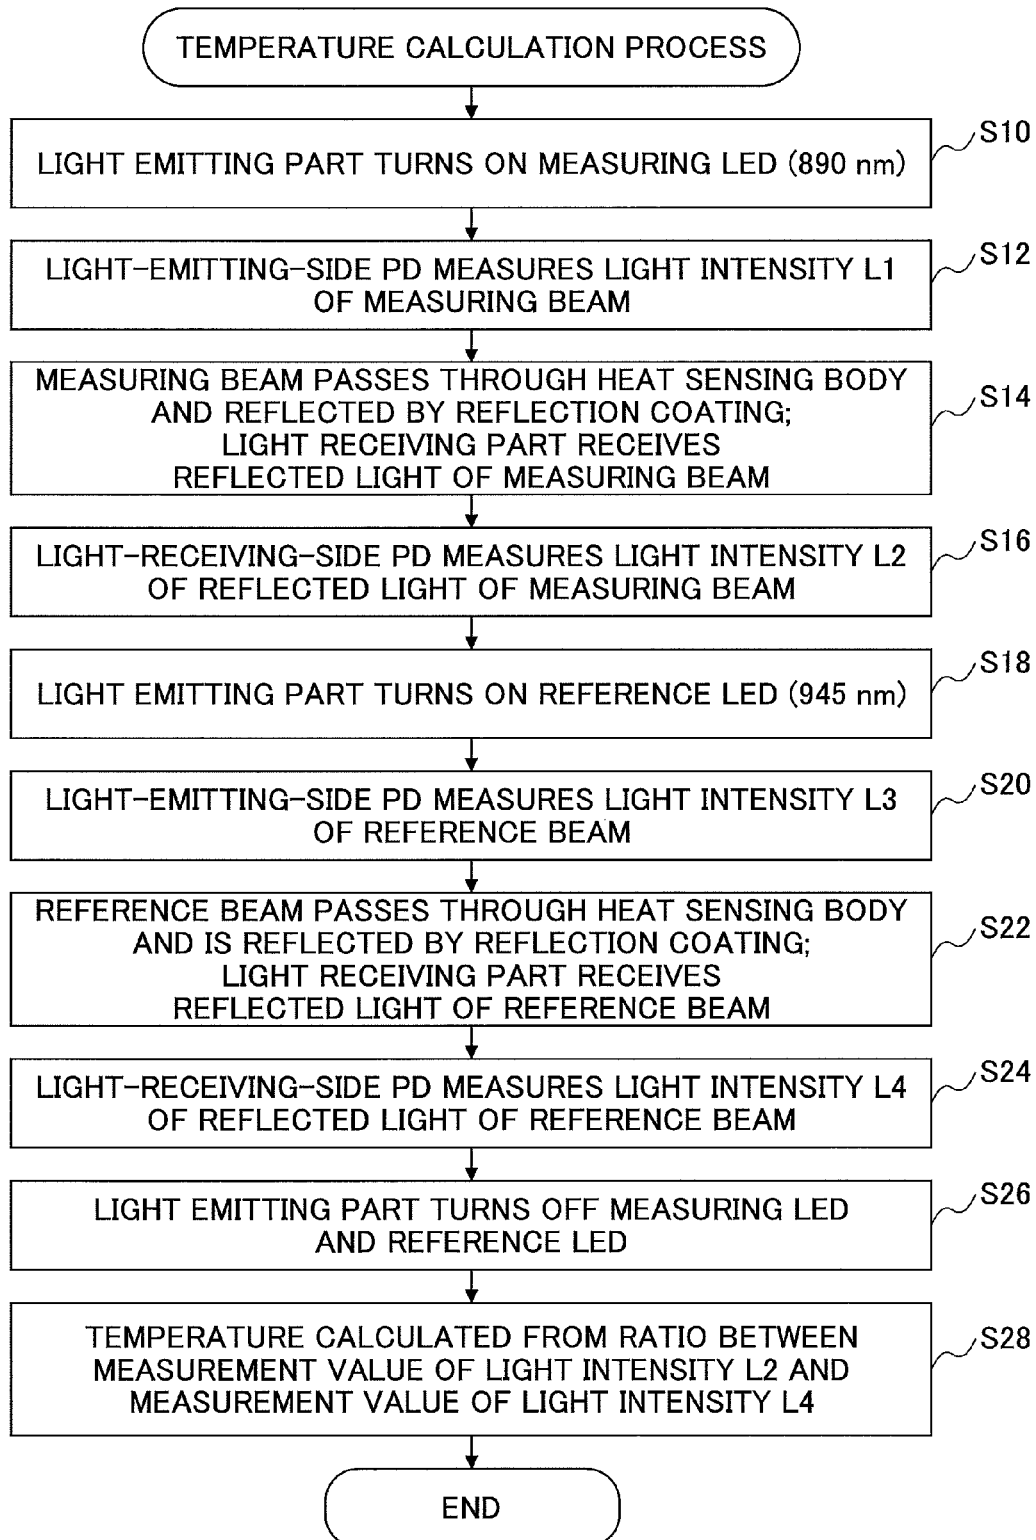 TEMPERATURE CALCULATION PROCESS
S10
LIGHT EMITTING PART TURNS ON MEASURING LED (890 nm)
S12
LIGHT-EMITTING-SIDE PD MEASURES LIGHT INTENSITY L1
OF MEASURING BEAM
S14
MEASURING BEAM PASSES THROUGH HEAT SENSING BODY
AND REFLECTED BY REFLECTION COATING;
LIGHT RECEIVING PART RECEIVES
REFLECTED LIGHT OF MEASURING BEAM
S16
LIGHT-RECEIVING-SIDE PD MEASURES LIGHT INTENSITY L2
OF REFLECTED LIGHT OF MEASURING BEAM
S18
LIGHT EMITTING PART TURNS ON REFERENCE LED (945 nm)
S20
LIGHT-EMITTING-SIDE PD MEASURES LIGHT INTENSITY L3
OF REFERENCE BEAM
S22
REFERENCE BEAM PASSES THROUGH HEAT SENSING BODY
AND IS REFLECTED BY REFLECTION COATING;
LIGHT RECEIVING PART RECEIVES
REFLECTED LIGHT OF REFERENCE BEAM
S24
LIGHT-RECEIVING-SIDE PD MEASURES LIGHT INTENSITY L4
OF REFLECTED LIGHT OF REFERENCE BEAM
S26
LIGHT EMITTING PART TURNS OFF MEASURING LED
AND REFERENCE LED
S28
TEMPERATURE CALCULATED FROM RATIO BETWEEN
MEASUREMENT VALUE OF LIGHT INTENSITY L2 AND
MEASUREMENT VALUE OF LIGHT INTENSITY L4
END